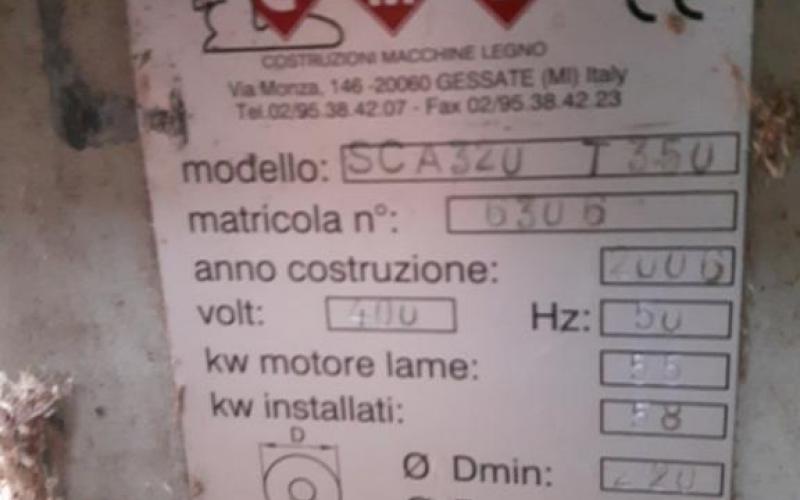 COSTRUZIONI MACCHINE LEGNO
Via Monza, 146 -20060 GESSATE (MI) Italy
Tel.02/95.38.42.07 - Fax 02/95.38.42.23
modello: SCA320 T350
matricola n°: 6306
anno costruzione: 2006
volt: 400 Hz: 50
kw motore lame: 55
kw installati: 58
D
Ø Dmin: 220